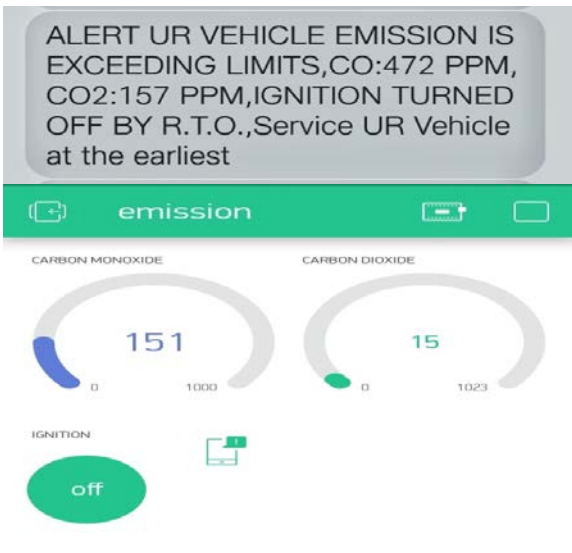 ALERT UR VEHICLE EMISSION IS
EXCEEDING LIMITS,CO:472 PPM,
CO2:157 PPM,IGNITION TURNED
OFF BY R.T.O.,Service UR Vehicle
at the earliest
emission
CARBON MONOXIDE CARBON DIOXIDE
151 15
0 1000 0 1023
IGNITION
off